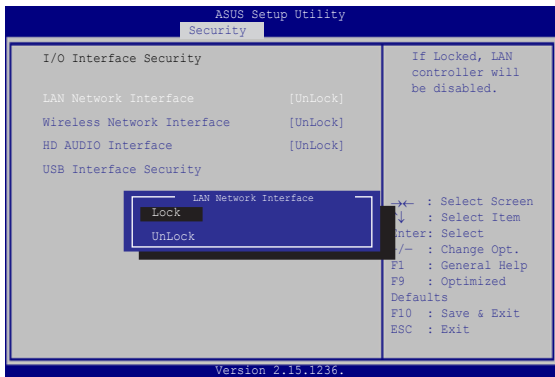 ASUS Setup Utility
Security
I/O Interface Security
LAN Network Interface [UnLock]
Wireless Network Interface [UnLock]
HD AUDIO Interface [UnLock]
USB Interface Security
LAN Network Interface
Lock
UnLock
If Locked, LAN
controller will
be disabled.
→← : Select Screen
↓ : Select Item
nter: Select
/— : Change Opt.
F1 : General Help
F9 : Optimized
Defaults
F10 : Save & Exit
ESC : Exit
Version 2.15.1236.